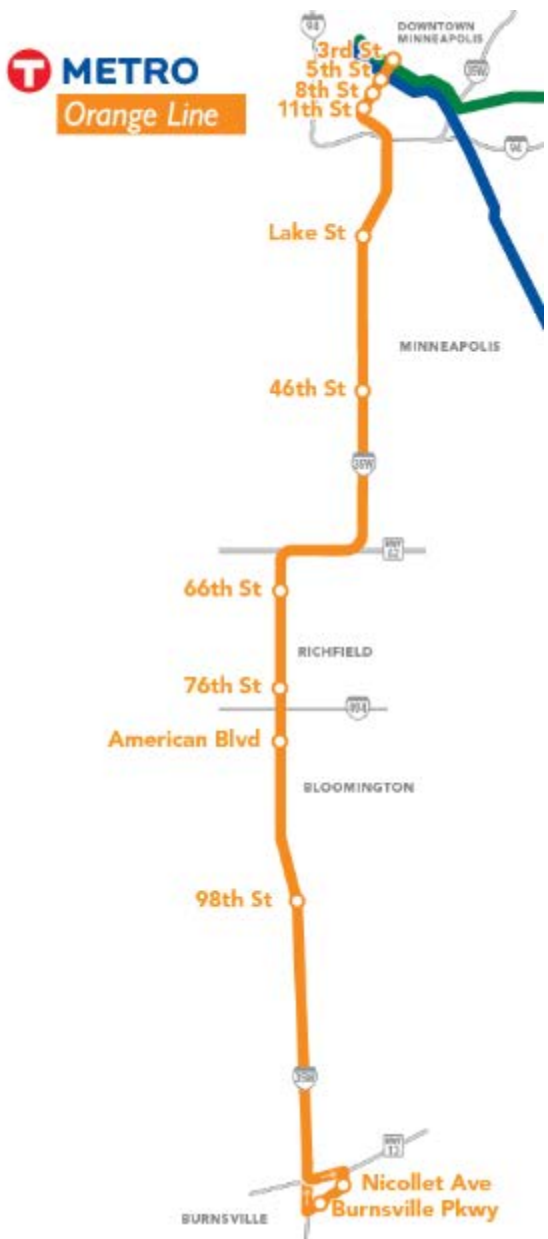 T METRO
Orange Line
94
DOWNTOWN
MINNEAPOLIS
35W
3rd St
5th St
8th St
11th St
94
Lake St
MINNEAPOLIS
46th St
35W
HWY
62
66th St
RICHFIELD
76th St
494
American Blvd
BLOOMINGTON
98th St
35W
HWY
13
Nicollet Ave
Burnsville Pkwy
BURNSVILLE